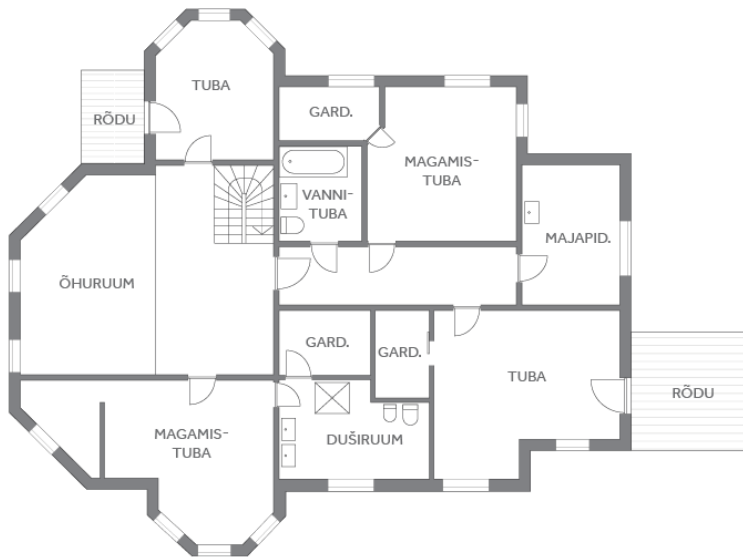 TUBA
RÕDU
GARD.
MAGAMIS-
TUBA
VANNI-
TUBA
MAJAPID.
ÕHURUUM
GARD.
GARD.
TUBA
RÕDU
MAGAMIS-
TUBA
DUŠIRUUM